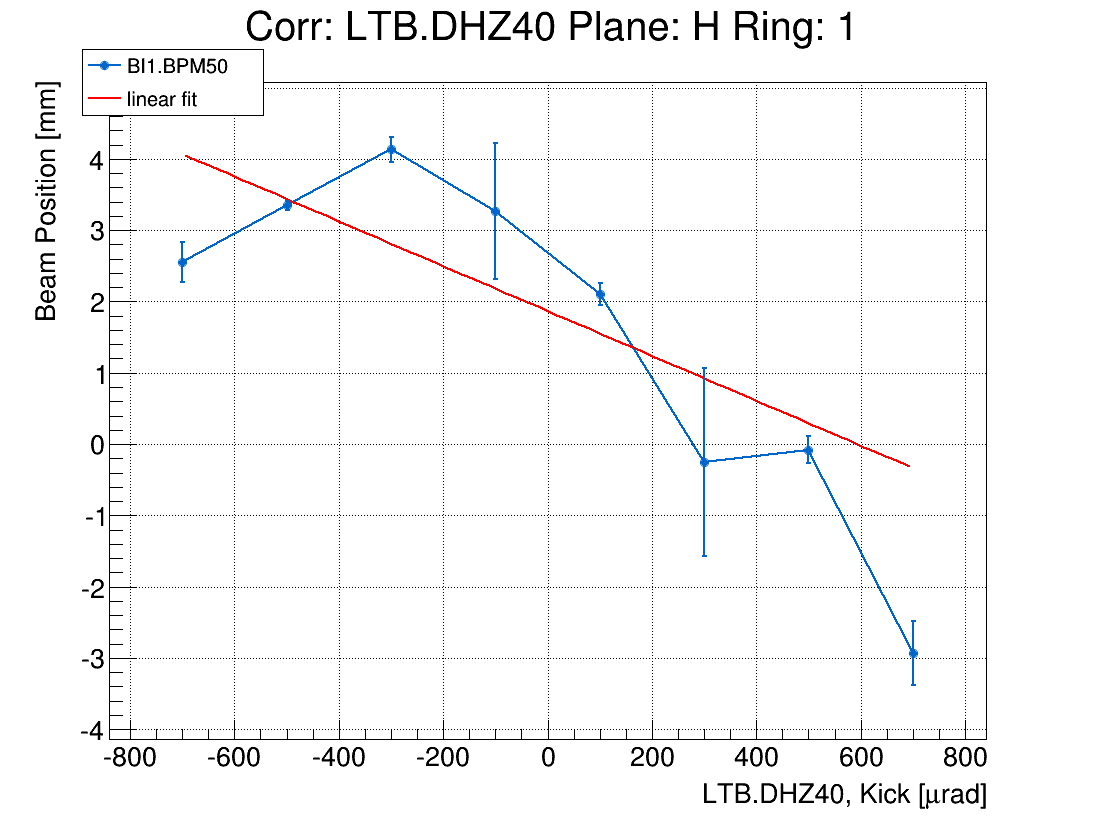 Corr: LTB.DHZ40 Plane: H Ring: 1
BI1.BPM50
linear fit
Beam Position [mm]
4
3
2
1
0
-1
-2
-3
-4
-800 -600 -400 -200 0 200 400 600 800
LTB.DHZ40, Kick [μrad]